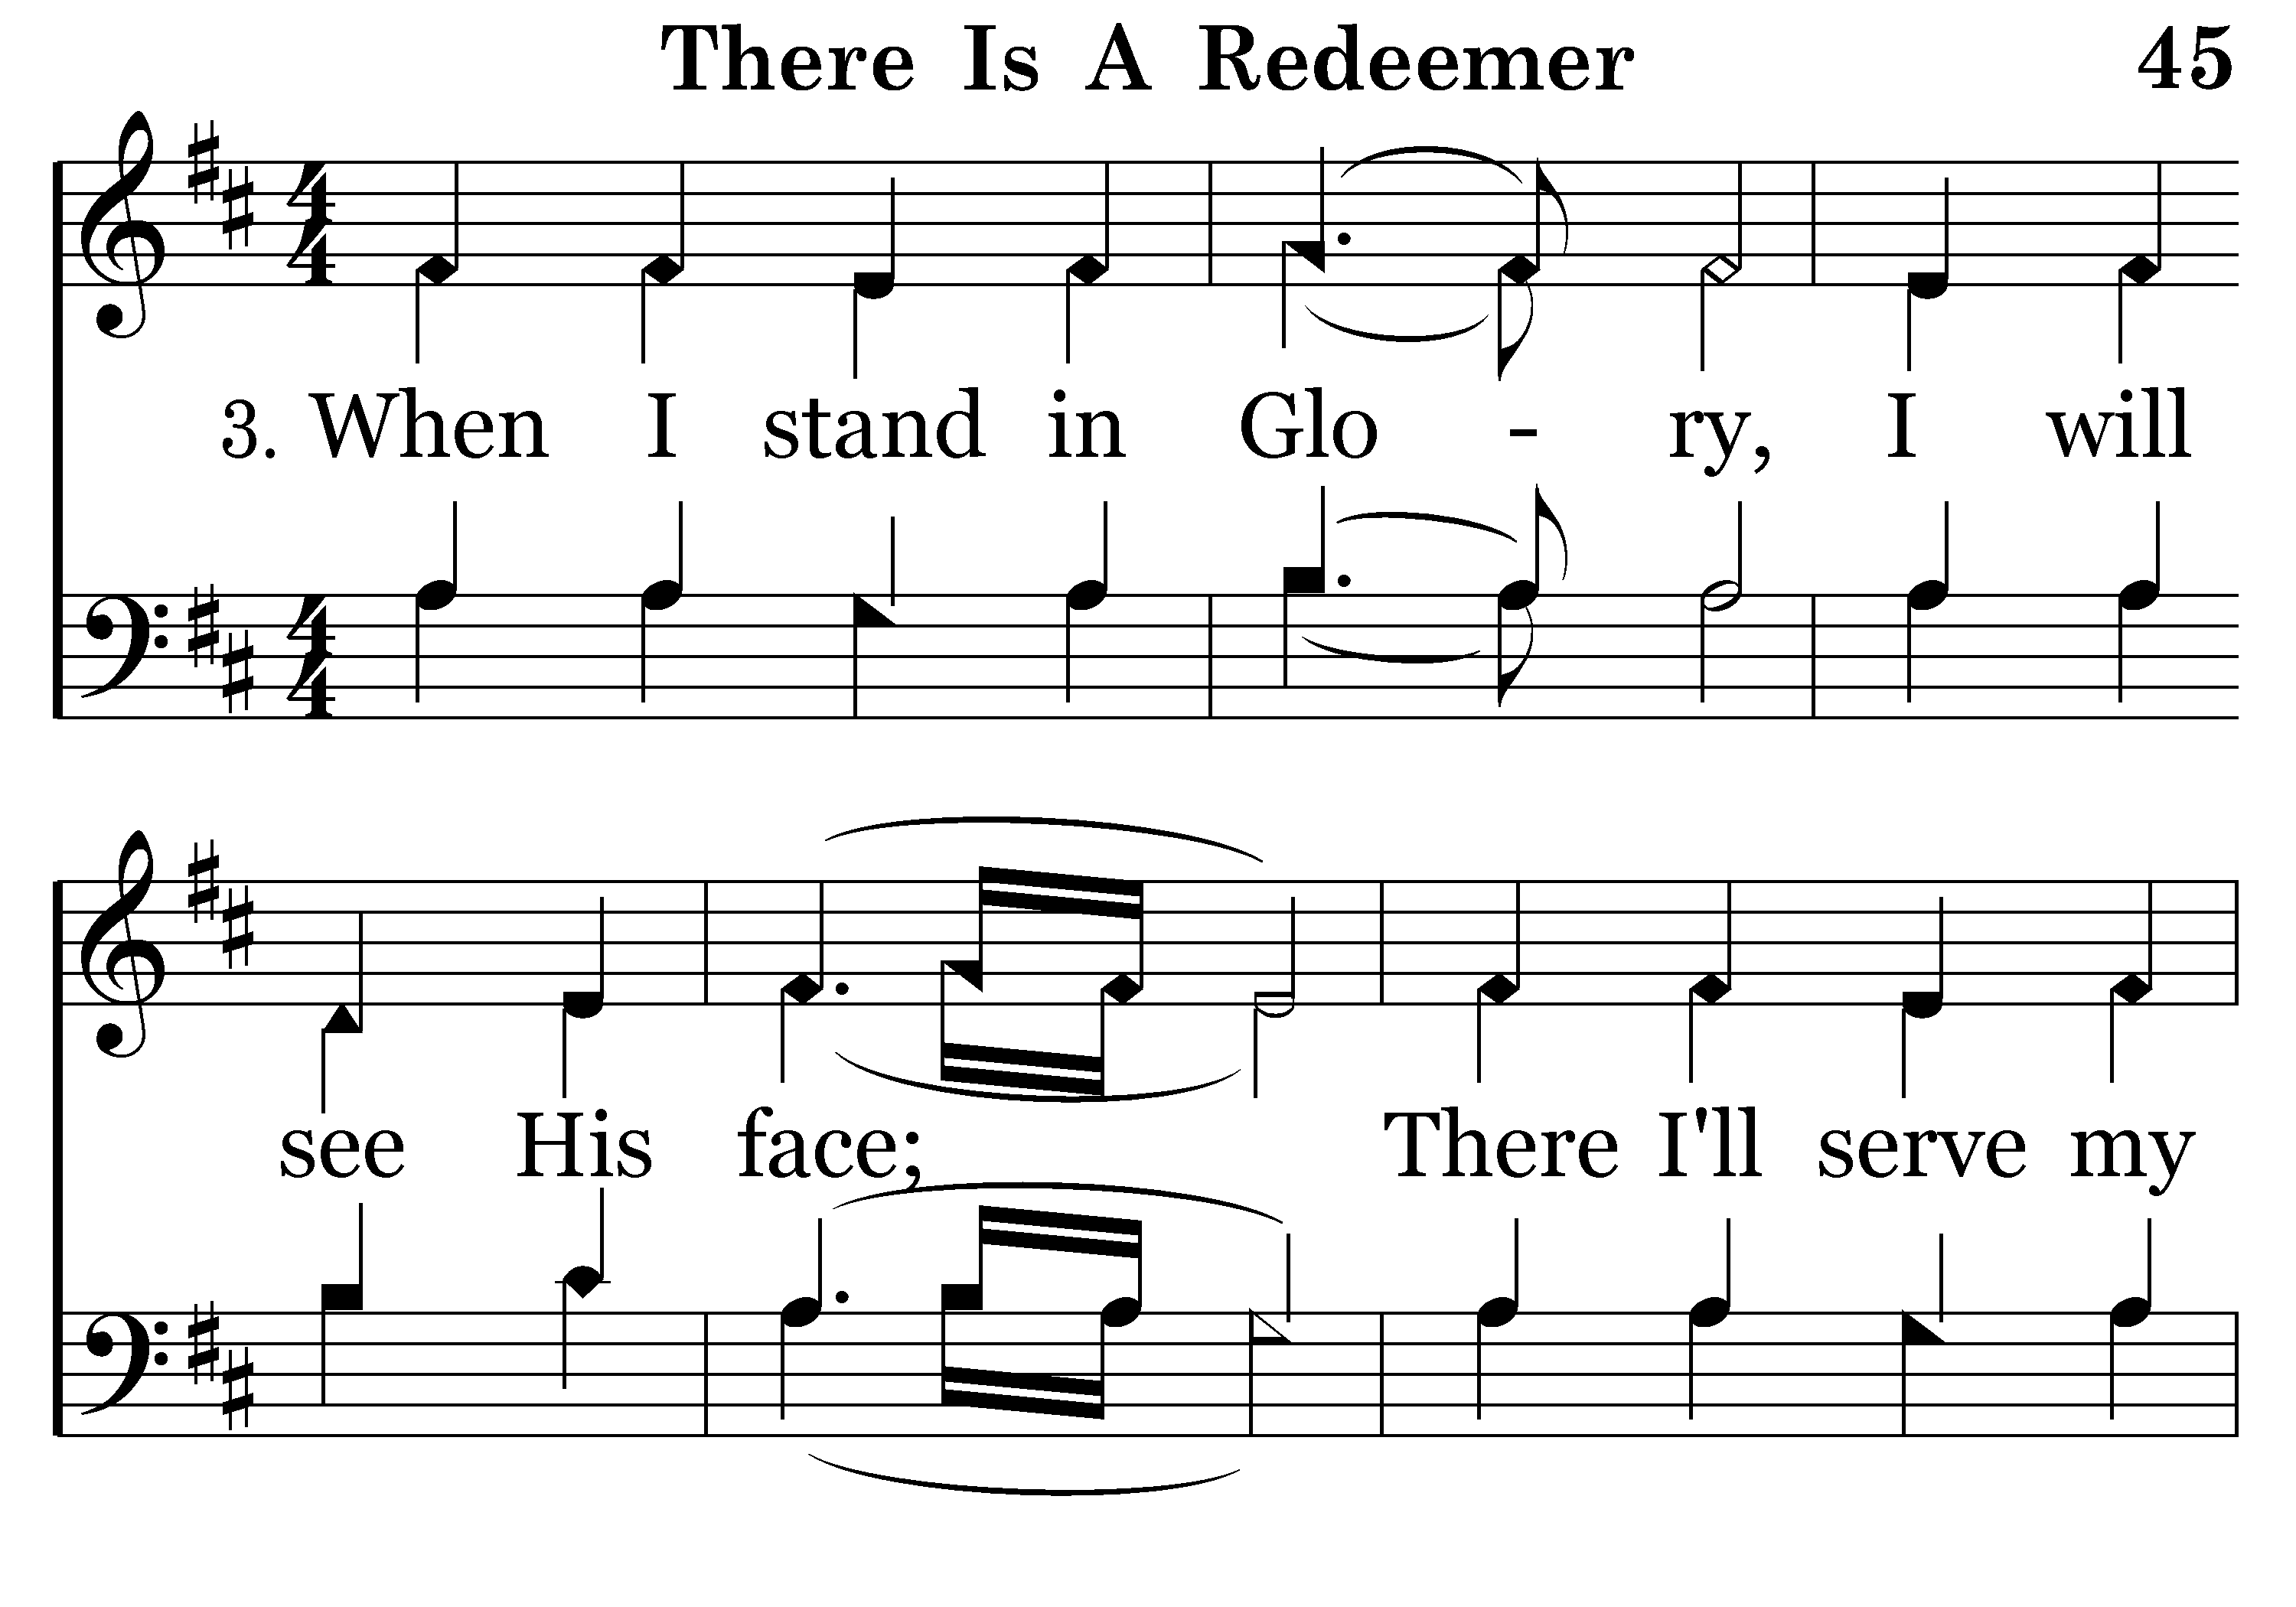 There Is A Redeemer 45
3. When I stand in Glo - ry, I will
see His face; There I'll serve my